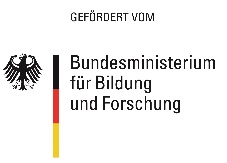 GEFÖRDERT VOM
Bundesministerium
für Bildung
und Forschung